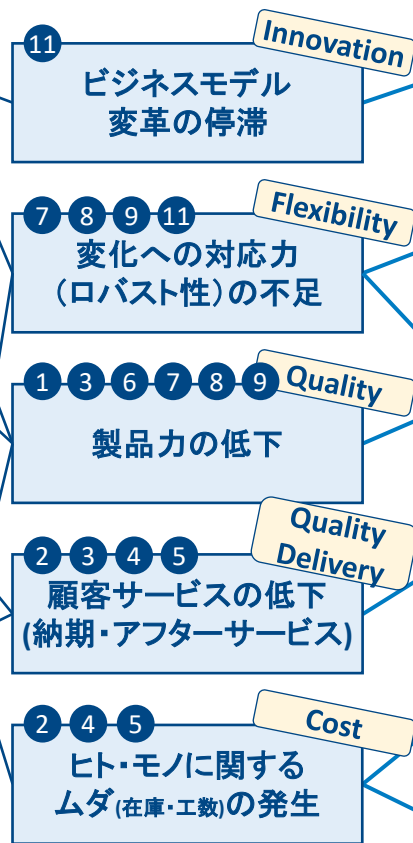 Innovation
11
ビジネスモデル
変革の停滞
Flexibility
7 8 9 11
変化への対応力
(ロバスト性)の不足
Quality
1 3 6 7 8 9
製品力の低下
Quality
Delivery
2 3 4 5
顧客サービスの低下
(納期・アフターサービス)
Cost
2 4 5
ヒト・モノに関する
ムダ(在庫・工数)の発生